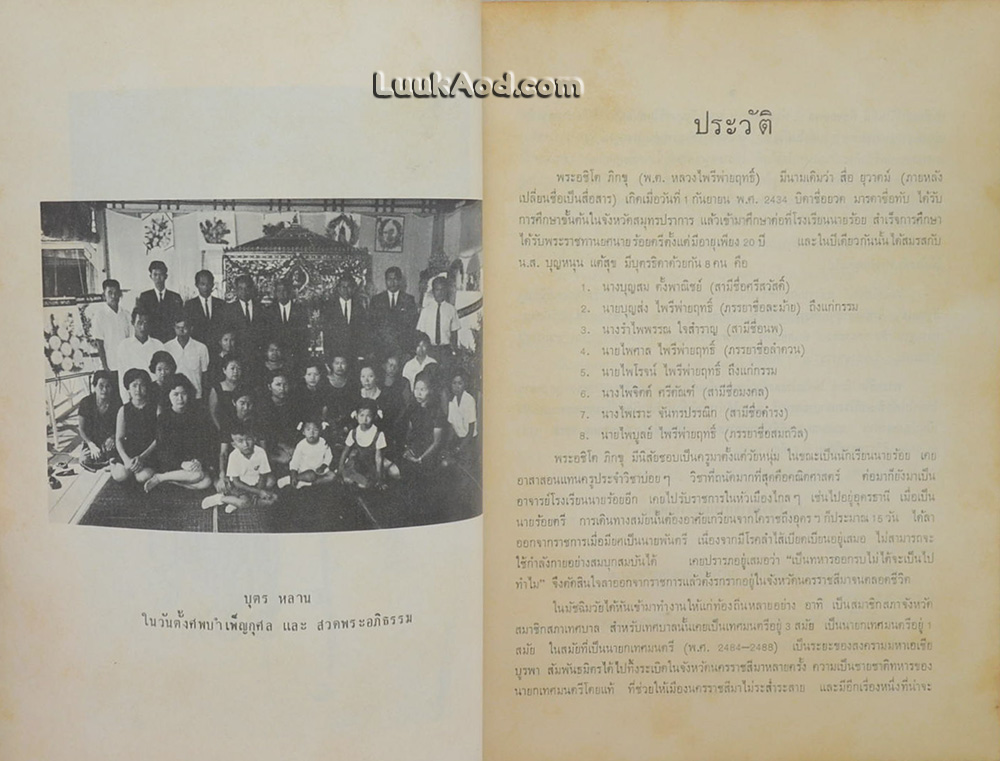 LuukAod.com
บุตร หลาน
ในวันตั้งศพบำเพ็ญกุศล และ สวดพระอภิธรรม
ประวัติ
พระอชิโต ภิกขุ (พ.ต. หลวงไพรีพ่ายฤทธิ์) มีนามเดิมว่า สื่อ ยุวาคม์ (ภายหลัง
เปลี่ยนชื่อเป็นสื่อสาร) เกิดเมื่อวันที่ 1 กันยายน พ.ศ. 2434 บิดาชื่อยวด มารดาชื่อทับ ได้รับ
การศึกษาขั้นต้นในจังหวัดสมุทรปราการ แล้วเข้ามาศึกษาต่อที่โรงเรียนนายร้อย สำเร็จการศึกษา
ได้รับพระราชทานยศนายร้อยตรีตั้งแต่มีอายุเพียง 20 ปี และในปีเดียวกันนั้นได้สมรสกับ
น.ส. บุญหนุน แต้สุข มีบุตรธิดาด้วยกัน 8 คน คือ
1. นางบุญสม ตั้งพาณิชย์ (สามีชื่อศรีสวัสดิ์)
2. นายบุญส่ง ไพรีพ่ายฤทธิ์ (ภรรยาชื่อละม้าย) ถึงแก่กรรม
3. นางรำไพพรรณ ใจสำราญ (สามีชื่อนพ)
4. นายไพศาล ไพรีพ่ายฤทธิ์ (ภรรยาชื่อลำดวน)
5. นายไพโรจน์ ไพรีพ่ายฤทธิ์ ถึงแก่กรรม
6. นางไพจิตต์ ศรีตัณฑ์ (สามีชื่อมงคล)
7. นางไพเราะ จันทรปรรณิก (สามีชื่อดำรง)
8. นายไพบูลย์ ไพรีพ่ายฤทธิ์ (ภรรยาชื่อสมถวิล)
พระอชิโต ภิกขุ มีนิสัยชอบเป็นครูมาตั้งแต่วัยหนุ่ม ในขณะเป็นนักเรียนนายร้อย เคย
อาสาสอนแทนครูประจำวิชาบ่อย ๆ วิชาที่ถนัดมากที่สุดคือคณิตศาสตร์ ต่อมาก็ยังมาเป็น
อาจารย์โรงเรียนนายร้อยอีก เคยไปรับราชการในหัวเมืองไกล ๆ เช่นไปอยู่อุดรธานี เมื่อเป็น
นายร้อยตรี การเดินทางสมัยนั้นต้องอาศัยเกวียนจากโคราชถึงอุดร ฯ ก็ประมาณ 15 วัน ได้ลา
ออกจากราชการเมื่อมียศเป็นนายพันตรี เนื่องจากมีโรคลำไส้เบียดเบียนอยู่เสมอ ไม่สามารถจะ
ใช้กำลังกายอย่างสมบุกสมบันได้ เคยปรารภอยู่เสมอว่า “เป็นทหารออกรบไม่ได้จะเป็นไป
ทำไม” จึงตัดสินใจลาออกจากราชการแล้วตั้งรกรากอยู่ในจังหวัดนครราชสีมาจนตลอดชีวิต
ในมัชฌิมวัยได้หันเข้ามาทำงานให้แก่ท้องถิ่นหลายอย่าง อาทิ เป็นสมาชิกสภาจังหวัด
สมาชิกสภาเทศบาล สำหรับเทศบาลนั้นเคยเป็นเทศมนตรีอยู่ 3 สมัย เป็นนายกเทศมนตรีอยู่ 1
สมัย ในสมัยที่เป็นนายกเทศมนตรี (พ.ศ. 2484—2488) เป็นระยะของสงครามมหาเอเชีย
บูรพา สัมพันธมิตรได้ไปทิ้งระเบิดในจังหวัดนครราชสีมาหลายครั้ง ความเป็นชายชาติทหารของ
นายกเทศมนตรีโดยแท้ ที่ช่วยให้เมืองนครราชสีมาไม่ระส่ำระสาย และมีอีกเรื่องหนึ่งที่น่าจะ